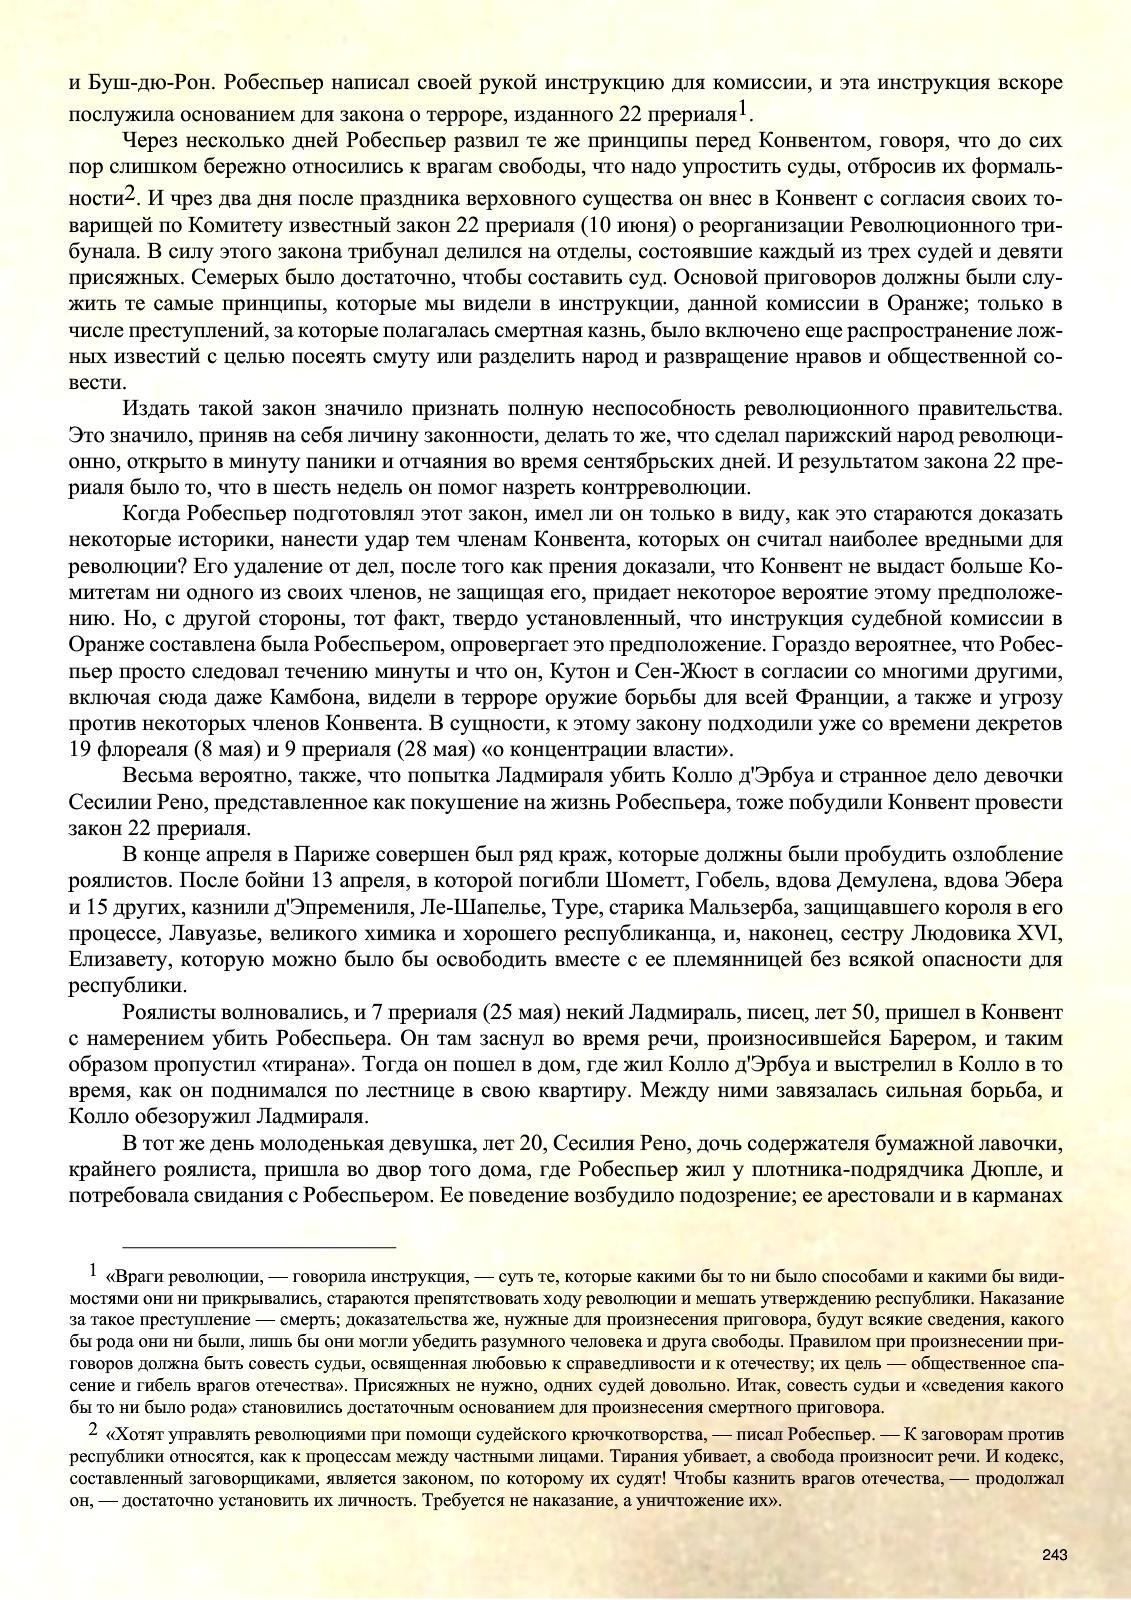 и Буш-дю-Рон. Робеспьер написал своей рукой инструкцию для комиссии, и эта инструкция вскоре
послужила основанием для закона о терроре, изданного 22 прериаля1.
Через несколько дней Робеспьер развил те же принципы перед Конвентом, говоря, что до сих
пор слишком бережно относились к врагам свободы, что надо упростить суды, отбросив их формаль-
ности2. И чрез два дня после праздника верховного существа он внес в Конвент с согласия своих то-
варищей по Комитету известный закон 22 прериаля (10 июня) о реорганизации Революционного три-
бунала. В силу этого закона трибунал делился на отделы, состоявшие каждый из трех судей и девяти
присяжных. Семерых было достаточно, чтобы составить суд. Основой приговоров должны были слу-
жить те самые принципы, которые мы видели в инструкции, данной комиссии в Оранже; только в
числе преступлений, за которые полагалась смертная казнь, было включено еще распространение лож-
ных известий с целью посеять смуту или разделить народ и развращение нравов и общественной со-
вести.
Издать такой закон значило признать полную неспособность революционного правительства.
Это значило, приняв на себя личину законности, делать то же, что сделал парижский народ революци-
онно, открыто в минуту паники и отчаяния во время сентябрьских дней. И результатом закона 22 пре-
риаля было то, что в шесть недель он помог назреть контрреволюции.
Когда Робеспьер подготовлял этот закон, имел ли он только в виду, как это стараются доказать
некоторые историки, нанести удар тем членам Конвента, которых он считал наиболее вредными для
революции? Его удаление от дел, после того как прения доказали, что Конвент не выдаст больше Ко-
митетам ни одного из своих членов, не защищая его, придает некоторое вероятие этому предположе-
нию. Но, с другой стороны, тот факт, твердо установленный, что инструкция судебной комиссии в
Оранже составлена была Робеспьером, опровергает это предположение. Гораздо вероятнее, что Робес-
пьер просто следовал течению минуты и что он, Кутон и Сен-Жюст в согласии со многими другими,
включая сюда даже Камбона, видели в терроре оружие борьбы для всей Франции, а также и угрозу
против некоторых членов Конвента. В сущности, к этому закону подходили уже со времени декретов
19 флореаля (8 мая) и 9 прериаля (28 мая) «о концентрации власти».
Весьма вероятно, также, что попытка Ладмираля убить Колло д'Эрбуа и странное дело девочки
Сесилии Рено, представленное как покушение на жизнь Робеспьера, тоже побудили Конвент провести
закон 22 прериаля.
В конце апреля в Париже совершен был ряд краж, которые должны были пробудить озлобление
роялистов. После бойни 13 апреля, в которой погибли Шометт, Гобель, вдова Демулена, вдова Эбера
и 15 других, казнили д'Эпремениля, Ле-Шапелье, Туре, старика Мальзерба, защищавшего короля в его
процессе, Лавуазье, великого химика и хорошего республиканца, и, наконец, сестру Людовика XVI,
Елизавету, которую можно было бы освободить вместе с ее племянницей без всякой опасности для
республики.
Роялисты волновались, и 7 прериаля (25 мая) некий Ладмираль, писец, лет 50, пришел в Конвент
с намерением убить Робеспьера. Он там заснул во время речи, произносившейся Барером, и таким
образом пропустил «тирана». Тогда он пошел в дом, где жил Колло д'Эрбуа и выстрелил в Колло в то
время, как он поднимался по лестнице в свою квартиру. Между ними завязалась сильная борьба, и
Колло обезоружил Ладмираля.
В тот же день молоденькая девушка, лет 20, Сесилия Рено, дочь содержателя бумажной лавочки,
крайнего роялиста, пришла во двор того дома, где Робеспьер жил у плотника-подрядчика Дюпле, и
потребовала свидания с Робеспьером. Ее поведение возбудило подозрение; ее арестовали и в карманах
1 «Враги революции, — говорила инструкция, — суть те, которые какими бы то ни было способами и какими бы види-
мостями они ни прикрывались, стараются препятствовать ходу революции и мешать утверждению республики. Наказание
за такое преступление — смерть; доказательства же, нужные для произнесения приговора, будут всякие сведения, какого
бы рода они ни были, лишь бы они могли убедить разумного человека и друга свободы. Правилом при произнесении при-
говоров должна быть совесть судьи, освященная любовью к справедливости и к отечеству; их цель — общественное спа-
сение и гибель врагов отечества». Присяжных не нужно, одних судей довольно. Итак, совесть судьи и «сведения какого
бы то ни было рода» становились достаточным основанием для произнесения смертного приговора.
2 «Хотят управлять революциями при помощи судейского крючкотворства, — писал Робеспьер. — К заговорам против
республики относятся, как к процессам между частными лицами. Тирания убивает, а свобода произносит речи. И кодекс,
составленный заговорщиками, является законом, по которому их судят! Чтобы казнить врагов отечества, — продолжал
он, — достаточно установить их личность. Требуется не наказание, а уничтожение их».
243